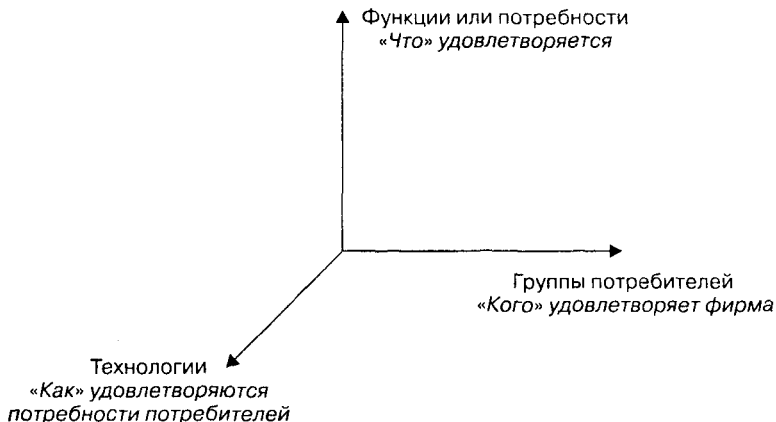 Функции или потребности
«Что» удовлетворяется
Группы потребителей
«Кого» удовлетворяет фирма
Технологии
«Как» удовлетворяются
потребности потребителей